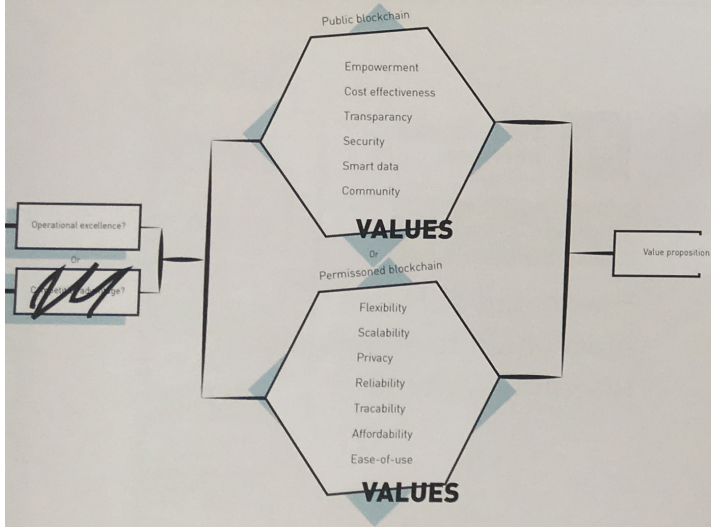 Public blockchain
Empowerment
Cost effectiveness
Transparancy
Security
Smart data
Community
VALUES
Operational excellence?
Or
Or
Permissoned blockchain
Flexibility
Scalability
Privacy
Reliability
Tracability
Affordability
Ease-of-use
VALUES
Value proposition